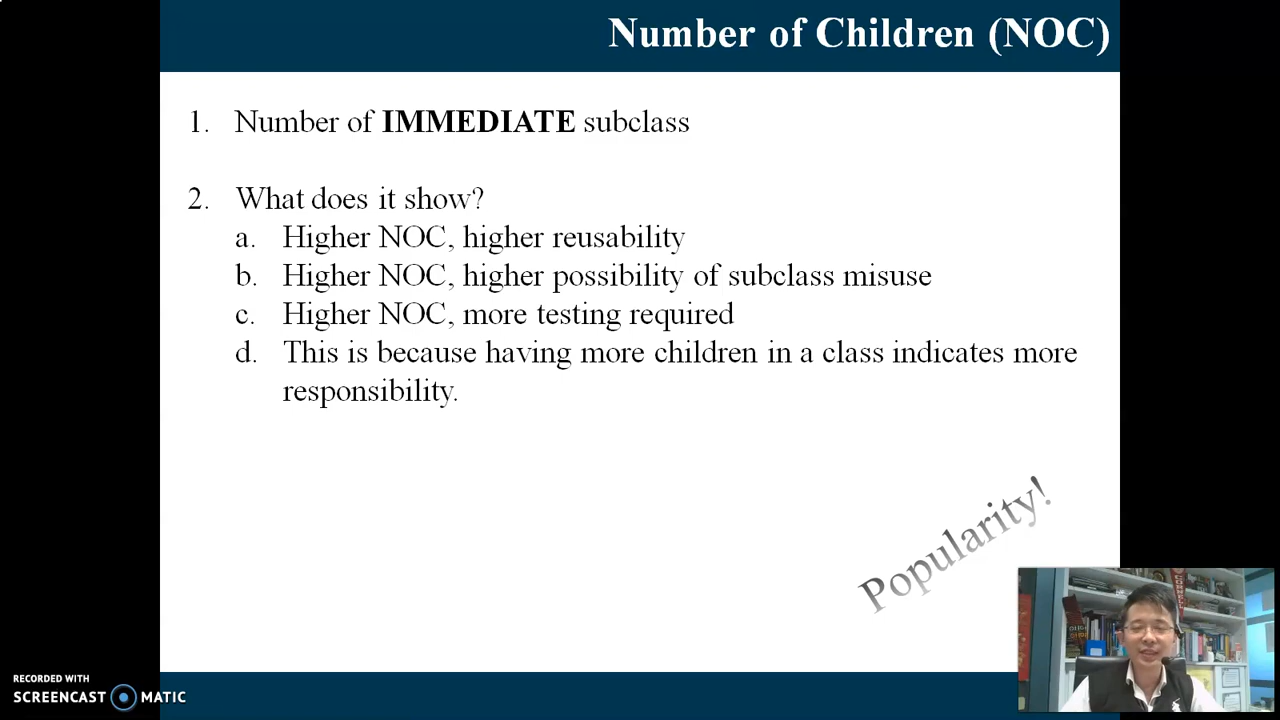 Number of Children (NOC)
1. Number of IMMEDIATE subclass
2. What does it show?
a. Higher NOC, higher reusability
b. Higher NOC, higher possibility of subclass misuse
c. Higher NOC, more testing required
d. This is because having more children in a class indicates more
responsibility.
Popularity!
CORNELL
RECORDED WITH
SCREENCAST MATIC